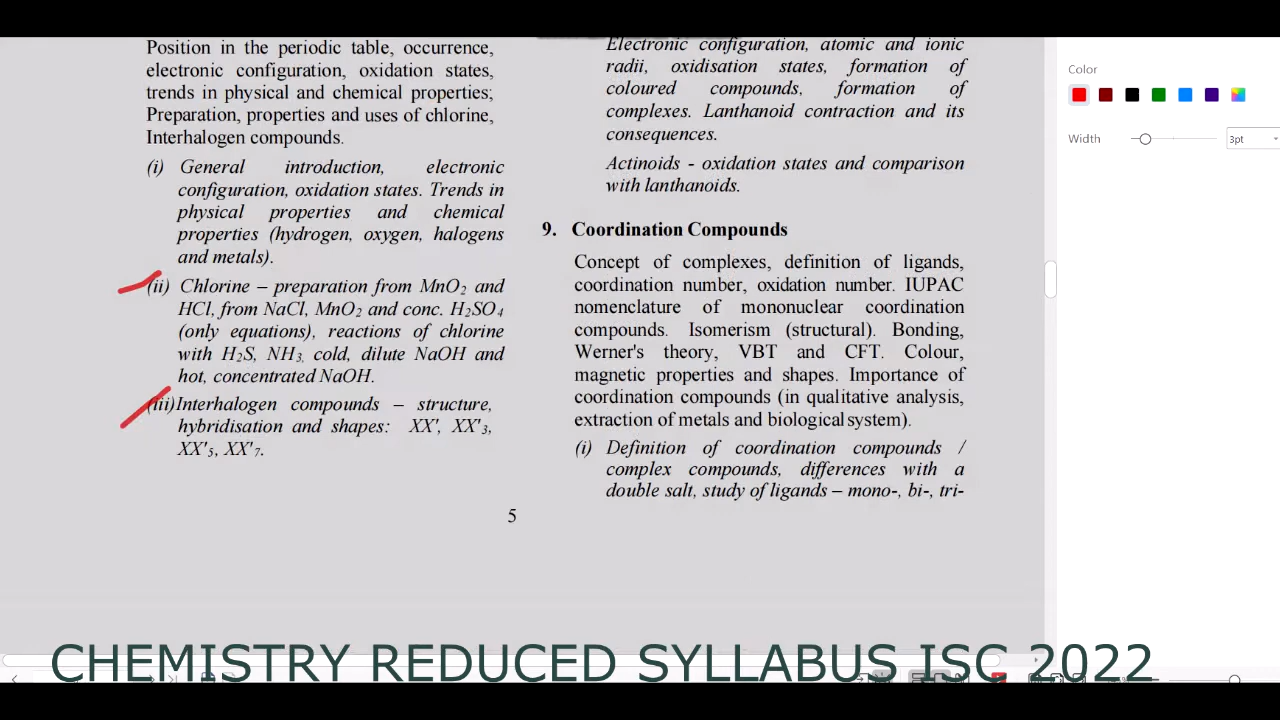 Position in the periodic table, occurrence,
electronic configuration, oxidation states,
trends in physical and chemical properties;
Preparation, properties and uses of chlorine,
Interhalogen compounds.
(i) General introduction, electronic
configuration, oxidation states. Trends in
physical properties and chemical
properties (hydrogen, oxygen, halogens
and metals).
(ii) Chlorine – preparation from MnO₂ and
HCl, from NaCl, MnO₂ and conc. H₂SO₄
(only equations), reactions of chlorine
with H₂S, NH₃, cold, dilute NaOH and
hot, concentrated NaOH.
(iii)Interhalogen compounds – structure,
hybridisation and shapes: XX′, XX′₃,
XX′₅, XX′₇.
Electronic configuration, atomic and ionic
radii, oxidisation states, formation of
coloured compounds, formation of
complexes. Lanthanoid contraction and its
consequences.
Actinoids - oxidation states and comparison
with lanthanoids.
9. Coordination Compounds
Concept of complexes, definition of ligands,
coordination number, oxidation number. IUPAC
nomenclature of mononuclear coordination
compounds. Isomerism (structural). Bonding,
Werner's theory, VBT and CFT. Colour,
magnetic properties and shapes. Importance of
coordination compounds (in qualitative analysis,
extraction of metals and biological system).
(i) Definition of coordination compounds /
complex compounds, differences with a
double salt, study of ligands – mono-, bi-, tri-
5
Color
Width
3pt
CHEMISTRY REDUCED SYLLABUS ISC 2022